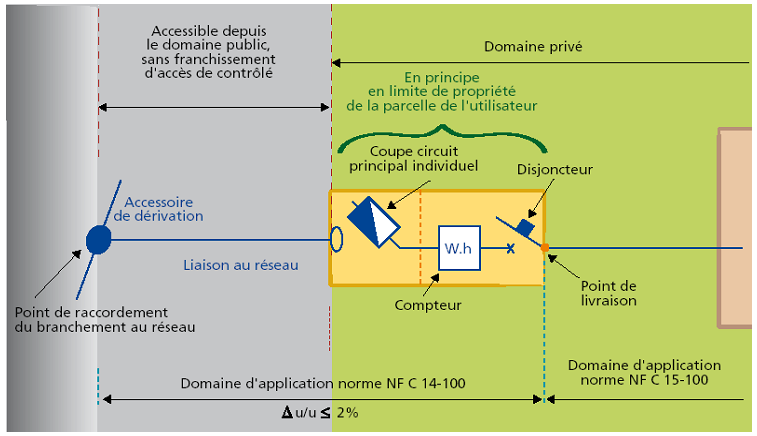 Accessible depuis
le domaine public,
sans franchissement
d'accès de contrôlé
Domaine privé
En principe
en limite de propriété
de la parcelle de l'utilisateur
Coupe circuit
principal individuel
Disjoncteur
Accessoire
de dérivation
W.h
Liaison au réseau
Point de
livraison
Compteur
Point de raccordement
du branchement au réseau
Domaine d'application norme NF C 14-100
Δ u/u ≤ 2%
Domaine d'application
norme NF C 15-100